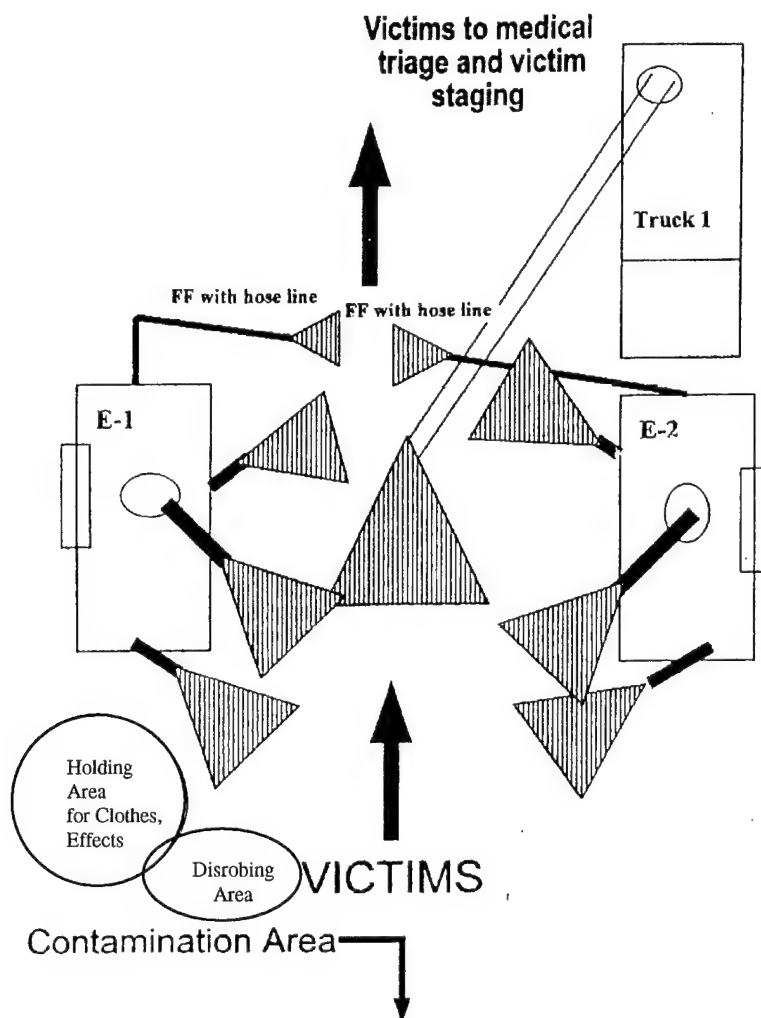 Victims to medical
triage and victim
staging
Truck 1
FF with hose line
FF with hose line
E-1
E-2
Holding
Area
for Clothes,
Effects
Disrobing
Area
VICTIMS
Contamination Area